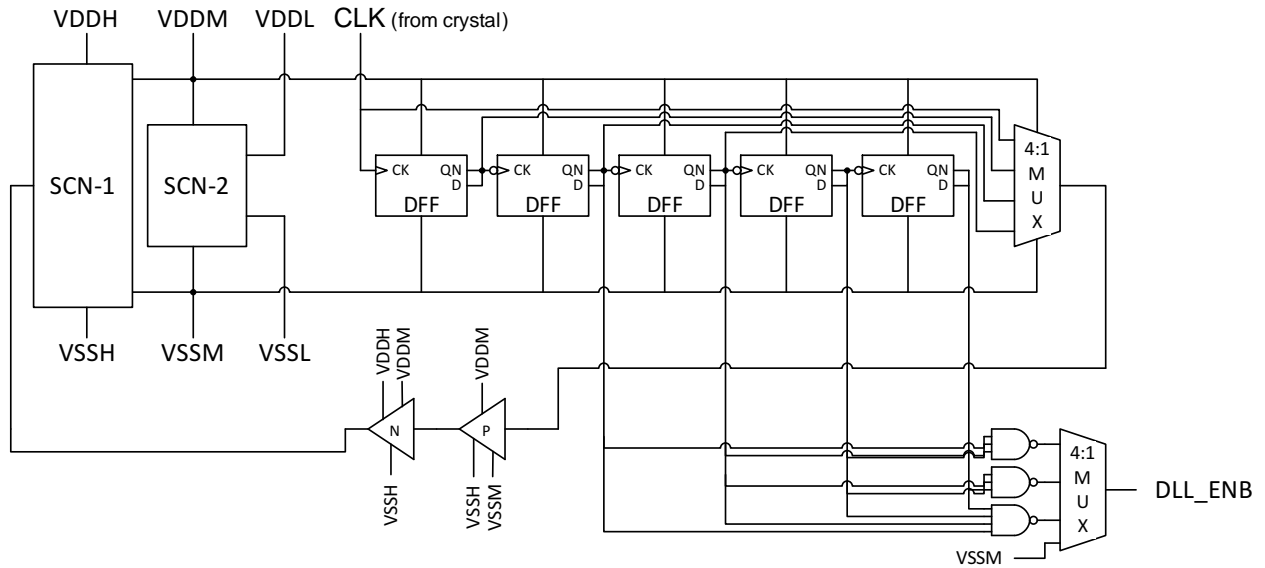 VDDH VDDM VDDL CLK (from crystal)
SCN-1
SCN-2
CK QN D DFF
CK QN D DFF
CK QN D DFF
CK QN D DFF
CK QN D DFF
4:1
M
U
X
VSSH VSSM VSSL
VDDH
VDDM
N
VSSH
VDDM
P
VSSH
VSSM
4:1
M
U
X
DLL_ENB
VSSM